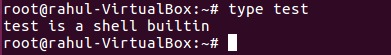 root@rahul-VirtualBox:~# type test
test is a shell builtin
root@rahul-VirtualBox:~#